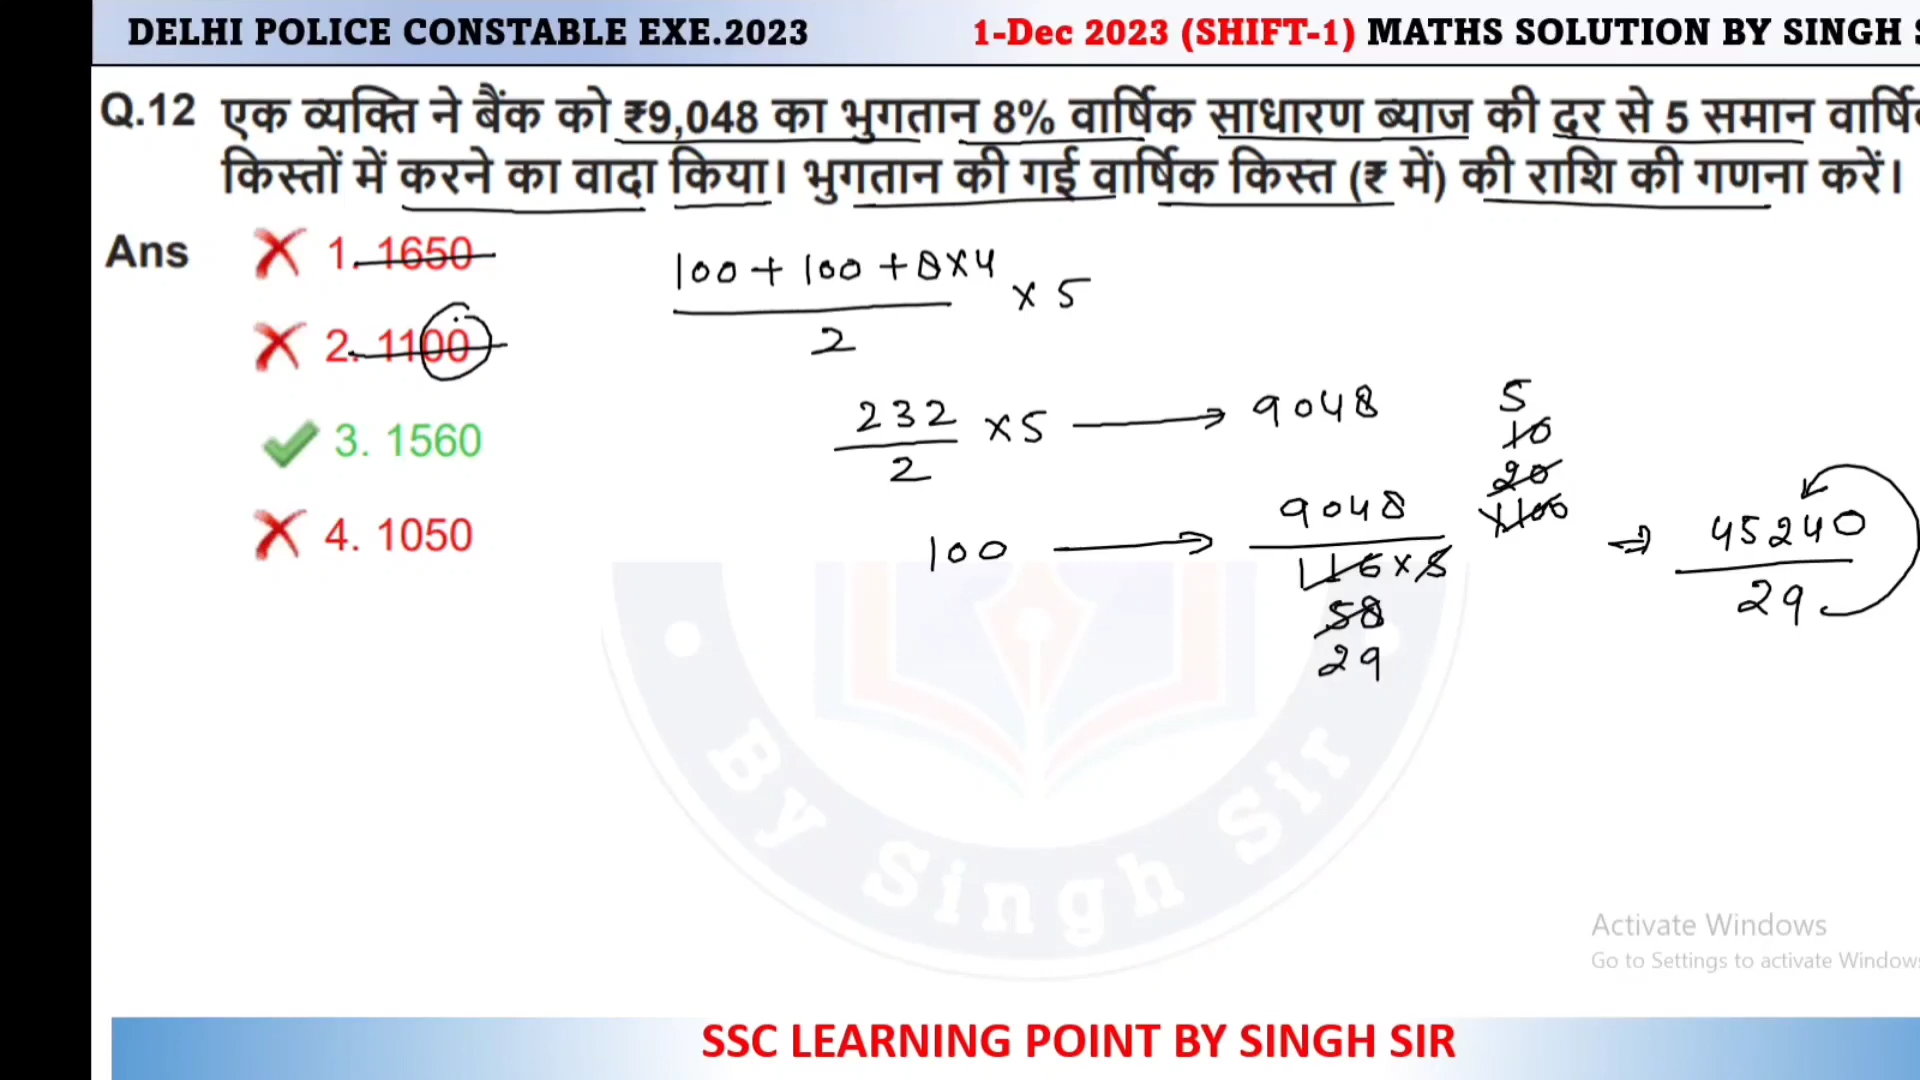 DELHI POLICE CONSTABLE EXE.2023 1-Dec 2023 (SHIFT-1) MATHS SOLUTION BY SINGH S
Q.12 एक व्यक्ति ने बैंक को ₹9,048 का भुगतान 8% वार्षिक साधारण ब्याज की दर से 5 समान वार्षिक
किस्तों में करने का वादा किया। भुगतान की गई वार्षिक किस्त (₹ में) की राशि की गणना करें।
Ans 1. 1650
2. 1100
3. 1560
4. 1050
100 + 100 + 8 × 4
× 5
2
232 × 5 → 9048
2
100 → 9048
116 × 5
58
29
5
10
20
100
⇒ 45240
29
By Singh Sir
Activate Windows
Go to Settings to activate Windows
SSC LEARNING POINT BY SINGH SIR